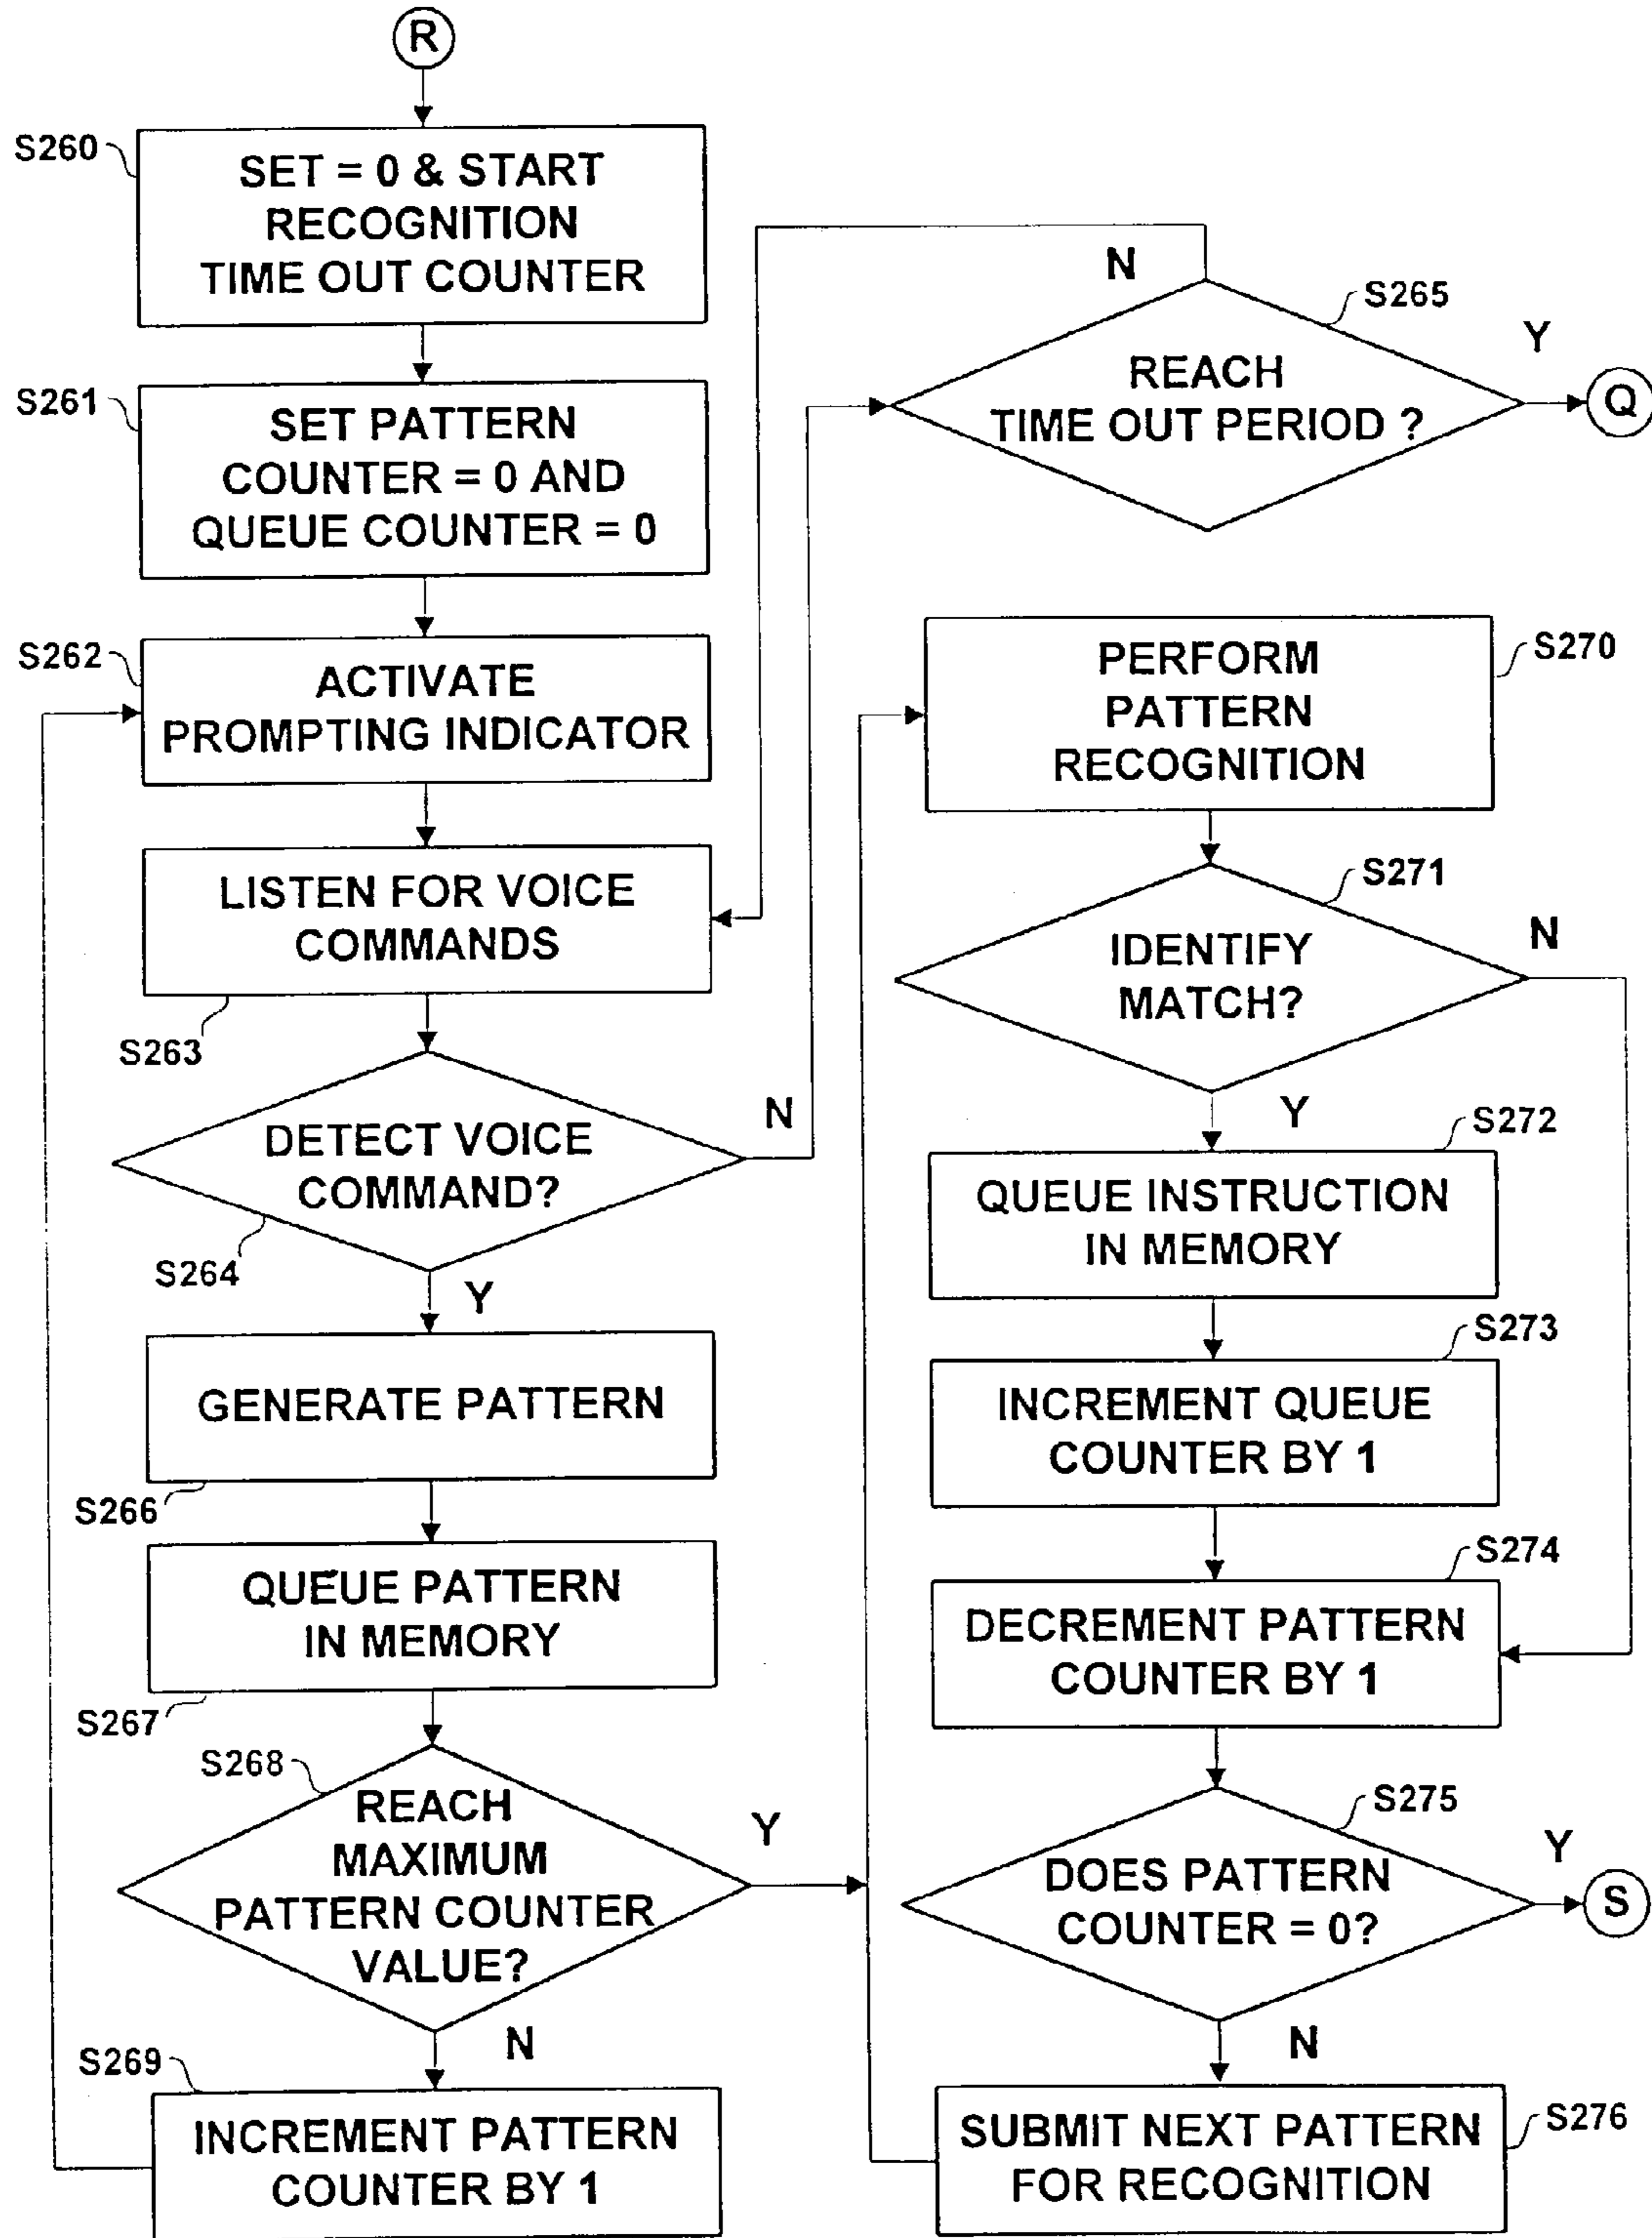 R
S260
SET = 0 & START
RECOGNITION
TIME OUT COUNTER
S261
SET PATTERN
COUNTER = 0 AND
QUEUE COUNTER = 0
S262
ACTIVATE
PROMPTING INDICATOR
LISTEN FOR VOICE
COMMANDS
S263
DETECT VOICE
COMMAND?
N
S264
Y
GENERATE PATTERN
S266
QUEUE PATTERN
IN MEMORY
S267
S268
REACH
MAXIMUM
PATTERN COUNTER
VALUE?
Y
N
S269
INCREMENT PATTERN
COUNTER BY 1
N
S265
REACH
TIME OUT PERIOD ?
Y
Q
PERFORM
PATTERN
RECOGNITION
S270
S271
IDENTIFY
MATCH?
N
Y
S272
QUEUE INSTRUCTION
IN MEMORY
S273
INCREMENT QUEUE
COUNTER BY 1
S274
DECREMENT PATTERN
COUNTER BY 1
S275
DOES PATTERN
COUNTER = 0?
Y
S
N
SUBMIT NEXT PATTERN
FOR RECOGNITION
S276